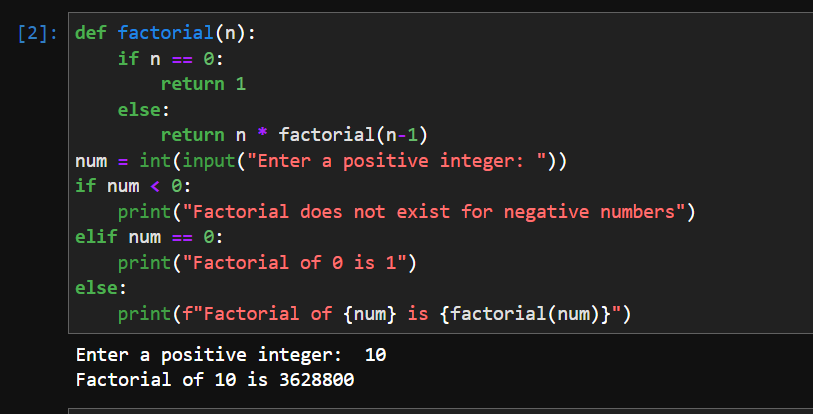 [2]: def factorial(n):
    if n == 0:
        return 1
    else:
        return n * factorial(n-1)
num = int(input("Enter a positive integer: "))
if num < 0:
    print("Factorial does not exist for negative numbers")
elif num == 0:
    print("Factorial of 0 is 1")
else:
    print(f"Factorial of {num} is {factorial(num)}")
Enter a positive integer:  10
Factorial of 10 is 3628800